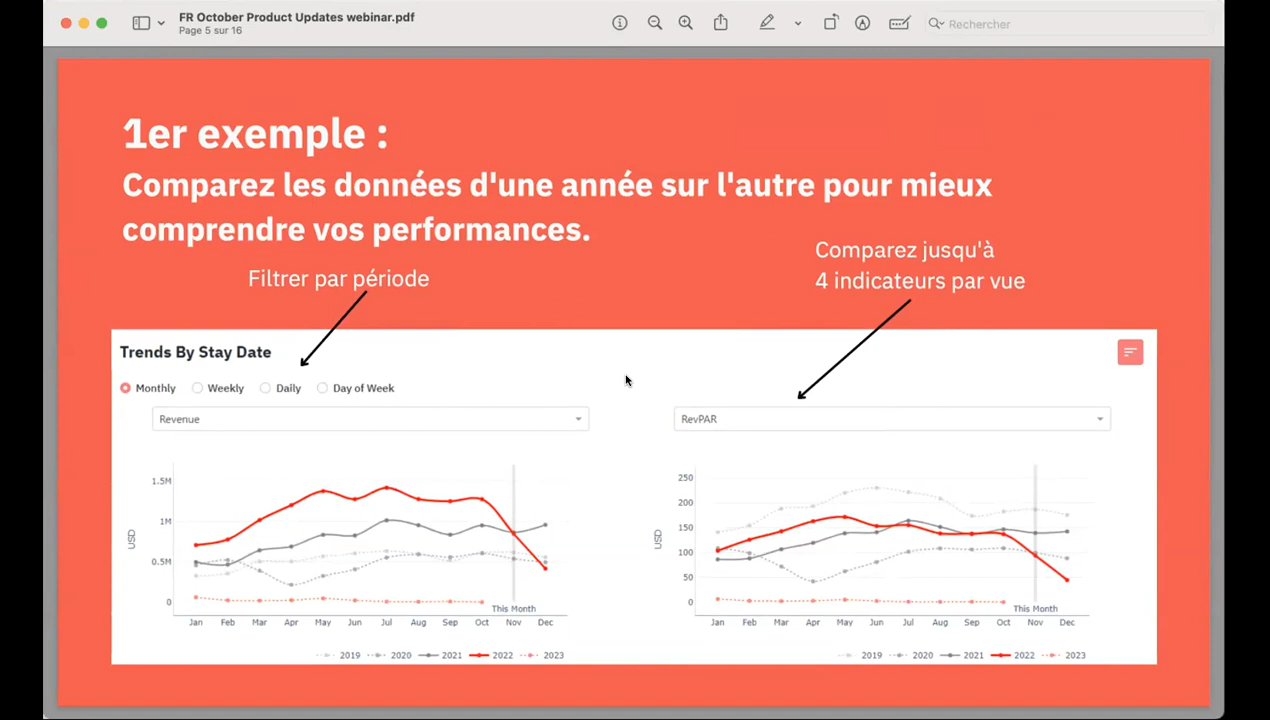 FR October Product Updates webinar.pdf
Page 5 sur 16
Rechercher
1er exemple :
Comparez les données d'une année sur l'autre pour mieux
comprendre vos performances.
Filtrer par période
Comparez jusqu'à
4 indicateurs par vue
Trends By Stay Date
Monthly Weekly Daily Day of Week
Revenue
RevPAR
1.5M
1M
0.5M
0
USD
This Month
Jan Feb Mar Apr May Jun Jul Aug Sep Oct Nov Dec
2019 2020 2021 2022 2023
250
200
150
100
50
0
USD
This Month
Jan Feb Mar Apr May Jun Jul Aug Sep Oct Nov Dec
2019 2020 2021 2022 2023